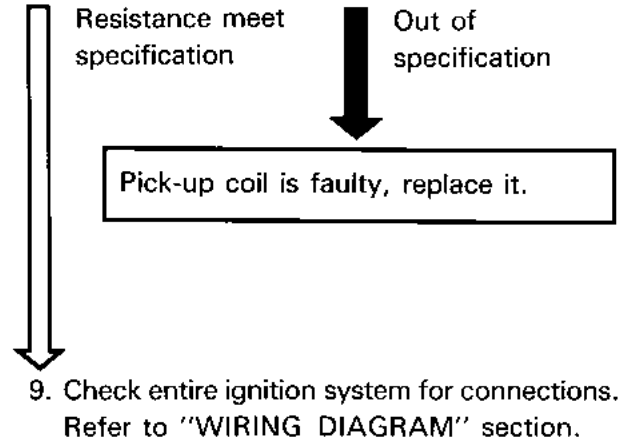 Resistance meet
specification
Out of
specification
Pick-up coil is faulty, replace it.
9. Check entire ignition system for connections.
Refer to "WIRING DIAGRAM" section.